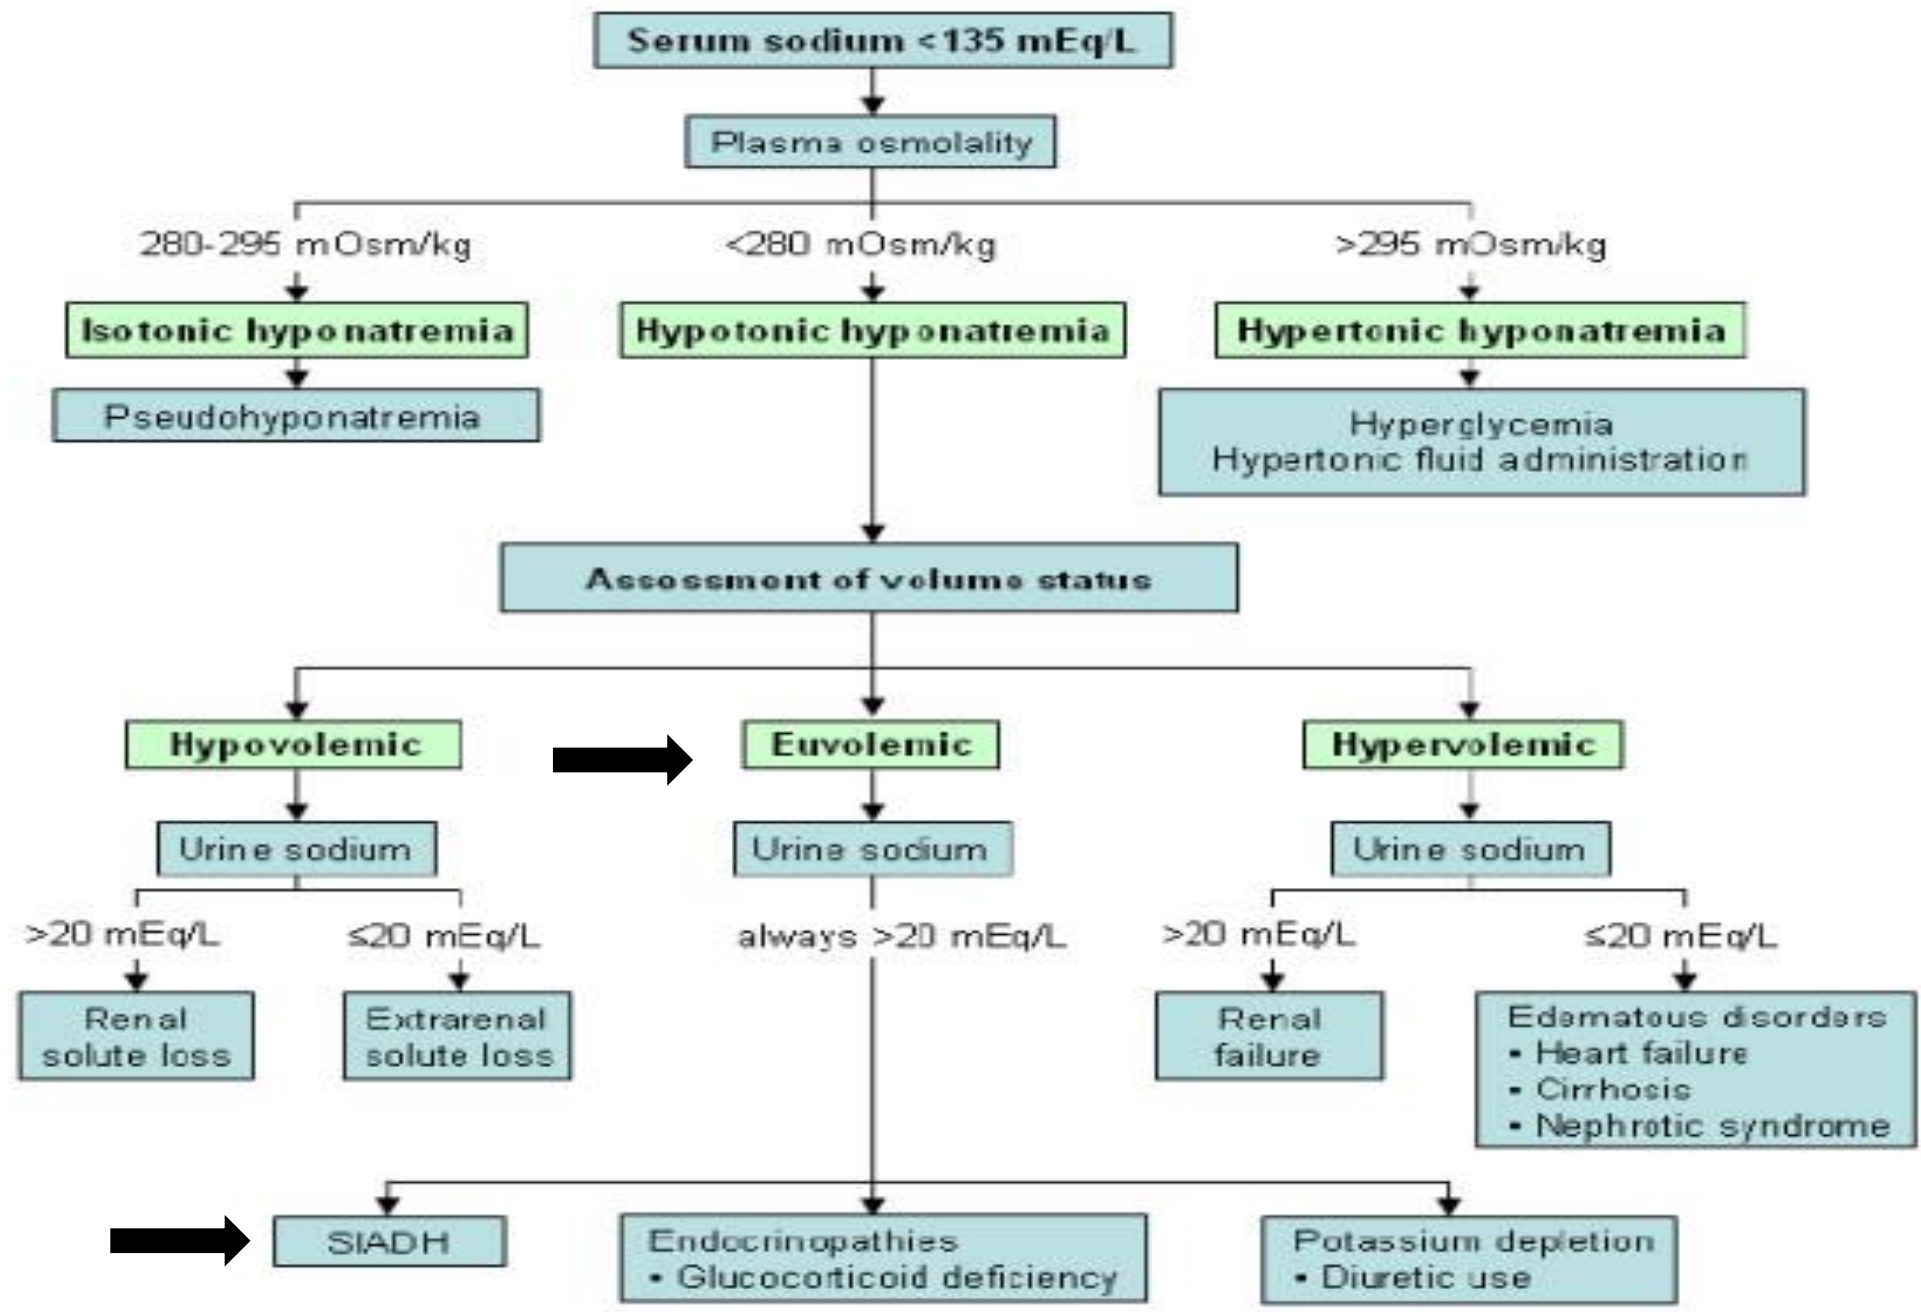 Serum sodium <135 mEq/L
Plasma osmolality
280-295 mOsm/kg
<280 mOsm/kg
>295 mOsm/kg
Isotonic hyponatremia
Hypotonic hyponatremia
Hypertonic hyponatremia
Pseudohyponatremia
Hyperglycemia
Hypertonic fluid administration
Assessment of volume status
Hypovolemic
Euvolemic
Hypervolemic
Urine sodium
Urine sodium
Urine sodium
>20 mEq/L
≤20 mEq/L
always >20 mEq/L
>20 mEq/L
≤20 mEq/L
Renal
solute loss
Extrarenal
solute loss
Renal
failure
Edematous disorders
▪ Heart failure
▪ Cirrhosis
▪ Nephrotic syndrome
SIADH
Endocrinopathies
▪ Glucocorticoid deficiency
Potassium depletion
▪ Diuretic use